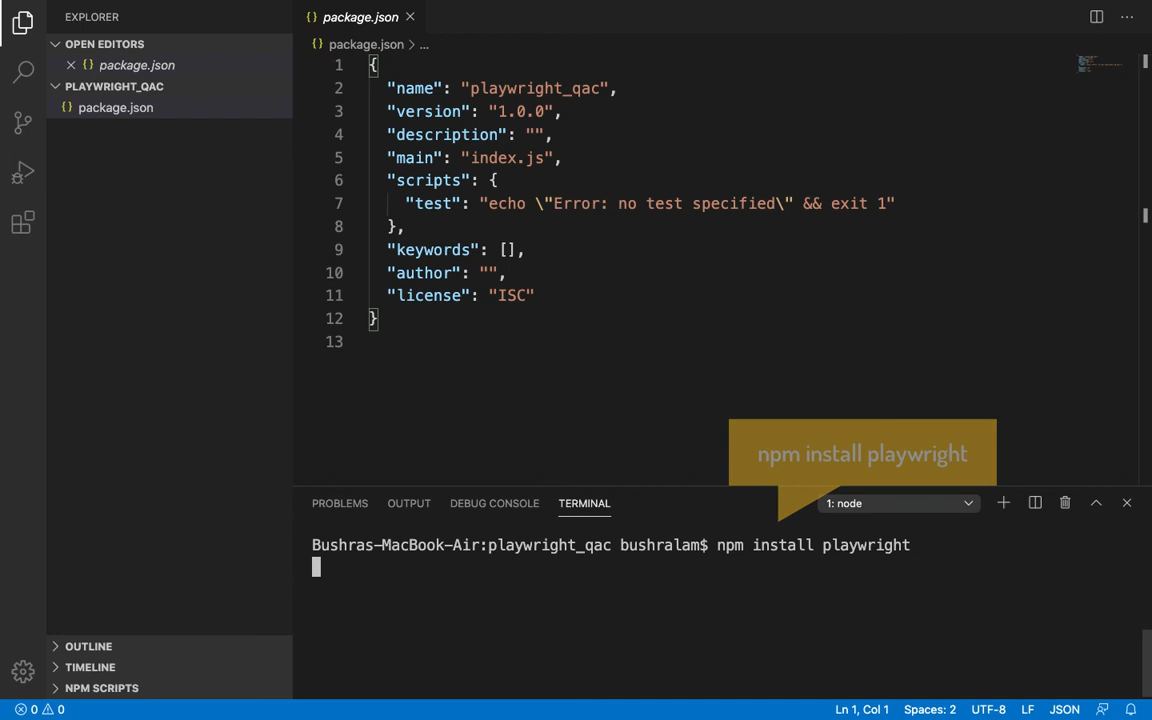 EXPLORER
OPEN EDITORS
package.json
PLAYWRIGHT_QAC
package.json
OUTLINE
TIMELINE
NPM SCRIPTS
package.json
package.json > ...
1 {
2 "name": "playwright_qac",
3 "version": "1.0.0",
4 "description": "",
5 "main": "index.js",
6 "scripts": {
7 "test": "echo \"Error: no test specified\" && exit 1"
8 },
9 "keywords": [],
10 "author": "",
11 "license": "ISC"
12 }
13
npm install playwright
PROBLEMS OUTPUT DEBUG CONSOLE TERMINAL 1: node
Bushras-MacBook-Air:playwright_qac bushralam$ npm install playwright
0 0 Ln 1, Col 1 Spaces: 2 UTF-8 LF JSON